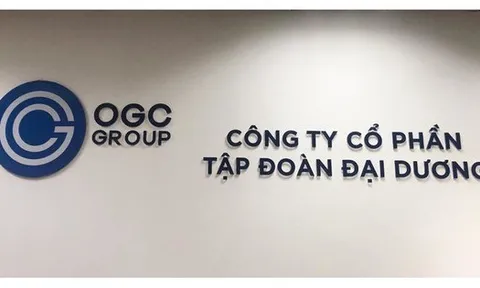 OGC
GROUP
CÔNG TY CỔ PHẦN
TẬP ĐOÀN ĐẠI DƯƠNG